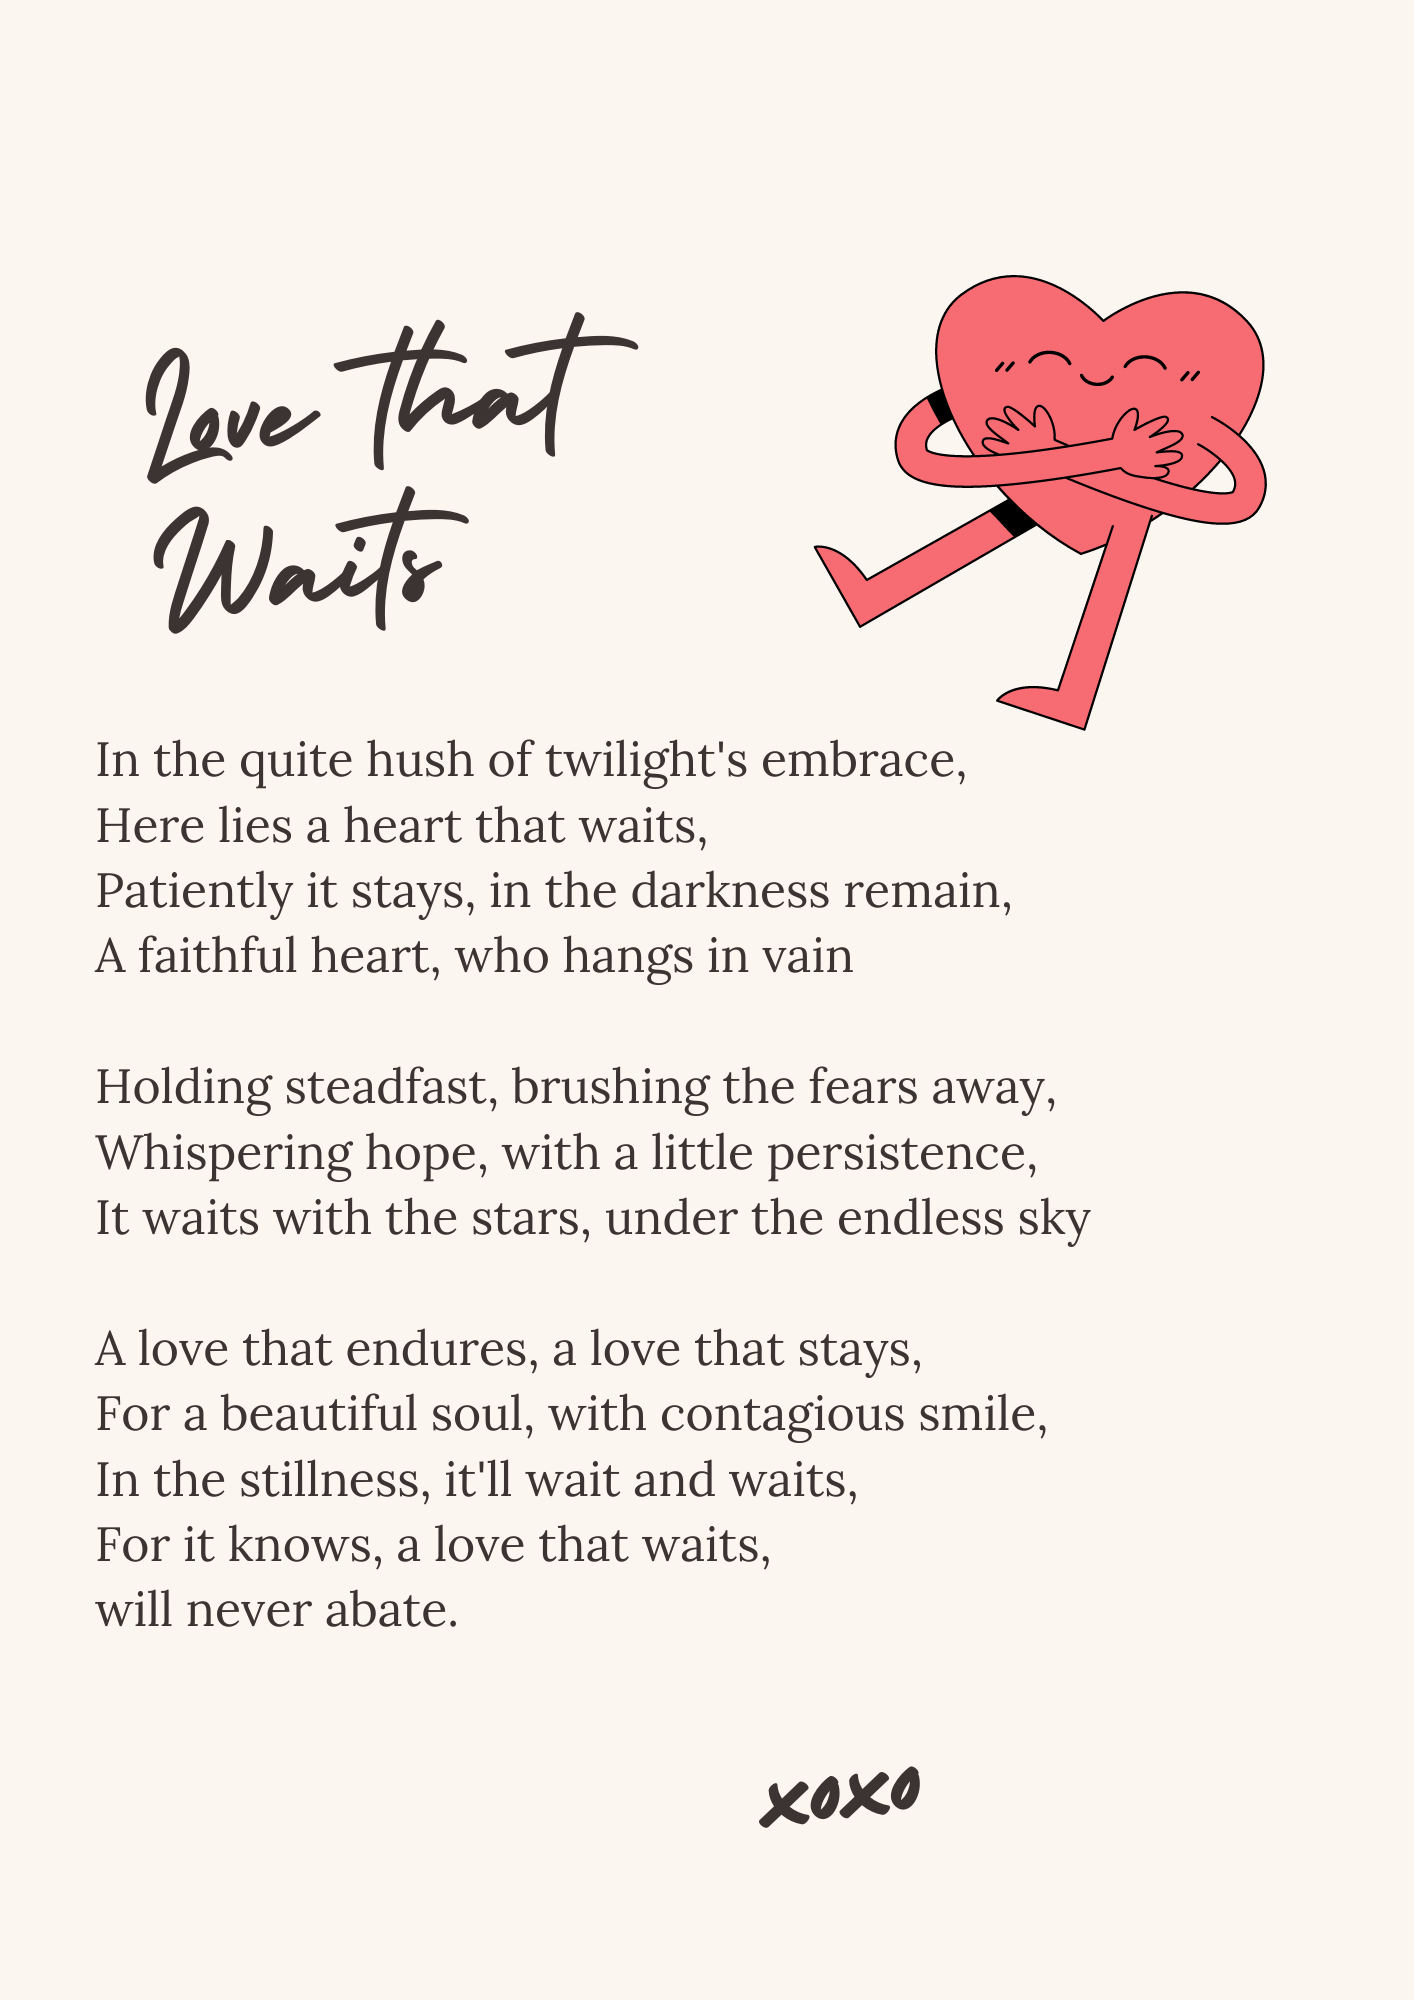 Love that
Waits
In the quite hush of twilight's embrace,
Here lies a heart that waits,
Patiently it stays, in the darkness remain,
A faithful heart, who hangs in vain
Holding steadfast, brushing the fears away,
Whispering hope, with a little persistence,
It waits with the stars, under the endless sky
A love that endures, a love that stays,
For a beautiful soul, with contagious smile,
In the stillness, it'll wait and waits,
For it knows, a love that waits,
will never abate.
xoxo